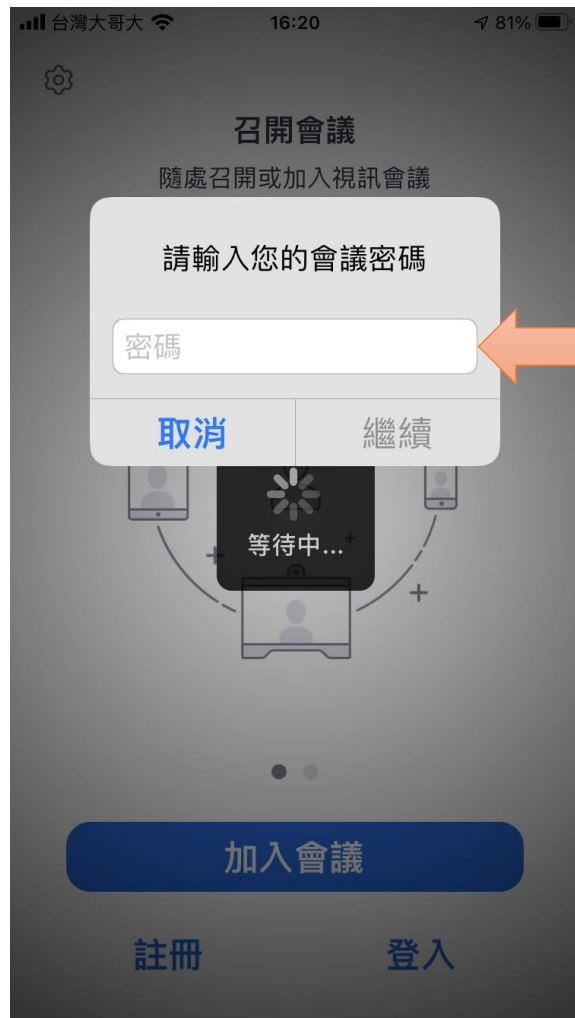 台灣大哥大 16:20 81%
召開會議
隨處召開或加入視訊會議
請輸入您的會議密碼
密碼
取消 繼續
等待中...
加入會議
註冊 登入